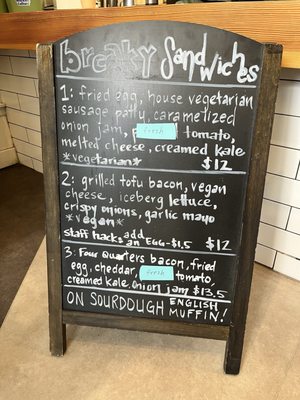 breaky Sandwiches
1: fried egg, house vegetarian
sausage patty, caramelized
onion jam, fresh tomato,
melted cheese, creamed kale
*vegetarian* $12
2: grilled tofu bacon, vegan
cheese, iceberg lettuce,
crispy onions, garlic mayo
*vegan*
staff hacks add
an EGG-$1.5 $12
3: Four Quarters bacon, fried
egg, cheddar, fresh tomato,
creamed kale, onion jam $13.5
ON SOURDOUGH ENGLISH
MUFFIN!